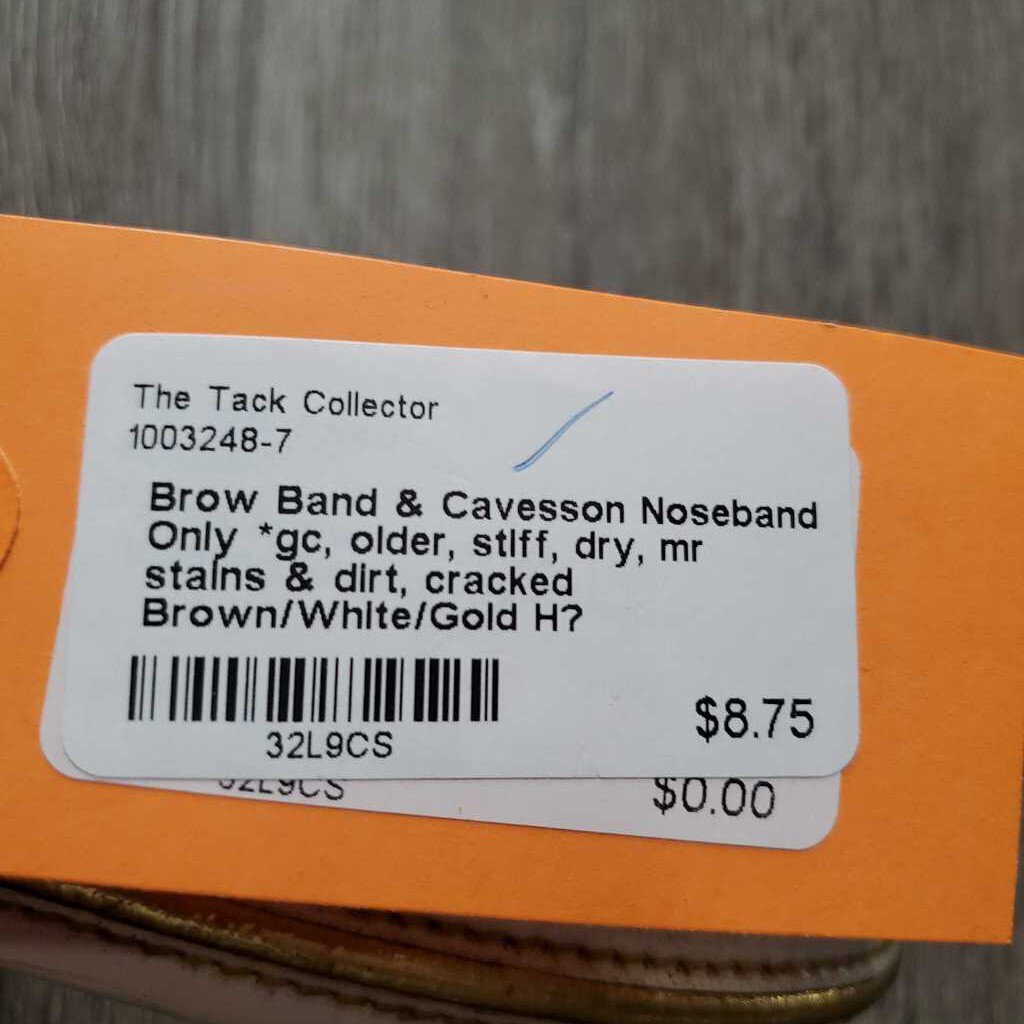 The Tack Collector
1003248-7
Brow Band & Cavesson Noseband
Only *gc, older, stiff, dry, mr
stains & dirt, cracked
Brown/White/Gold H?
32L9CS
$8.75
32L9CS
$0.00